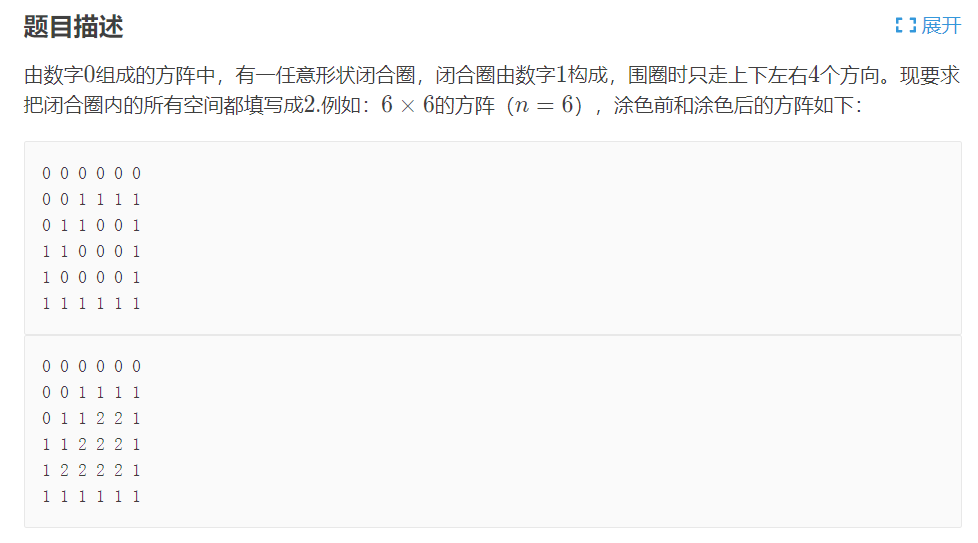 题目描述
展开
由数字0组成的方阵中，有一任意形状闭合圈，闭合圈由数字1构成，围圈时只走上下左右4个方向。现要求
把闭合圈内的所有空间都填写成2.例如：6 × 6的方阵（n = 6），涂色前和涂色后的方阵如下：
0 0 0 0 0 0
0 0 1 1 1 1
0 1 1 0 0 1
1 1 0 0 0 1
1 0 0 0 0 1
1 1 1 1 1 1
0 0 0 0 0 0
0 0 1 1 1 1
0 1 1 2 2 1
1 1 2 2 2 1
1 2 2 2 2 1
1 1 1 1 1 1